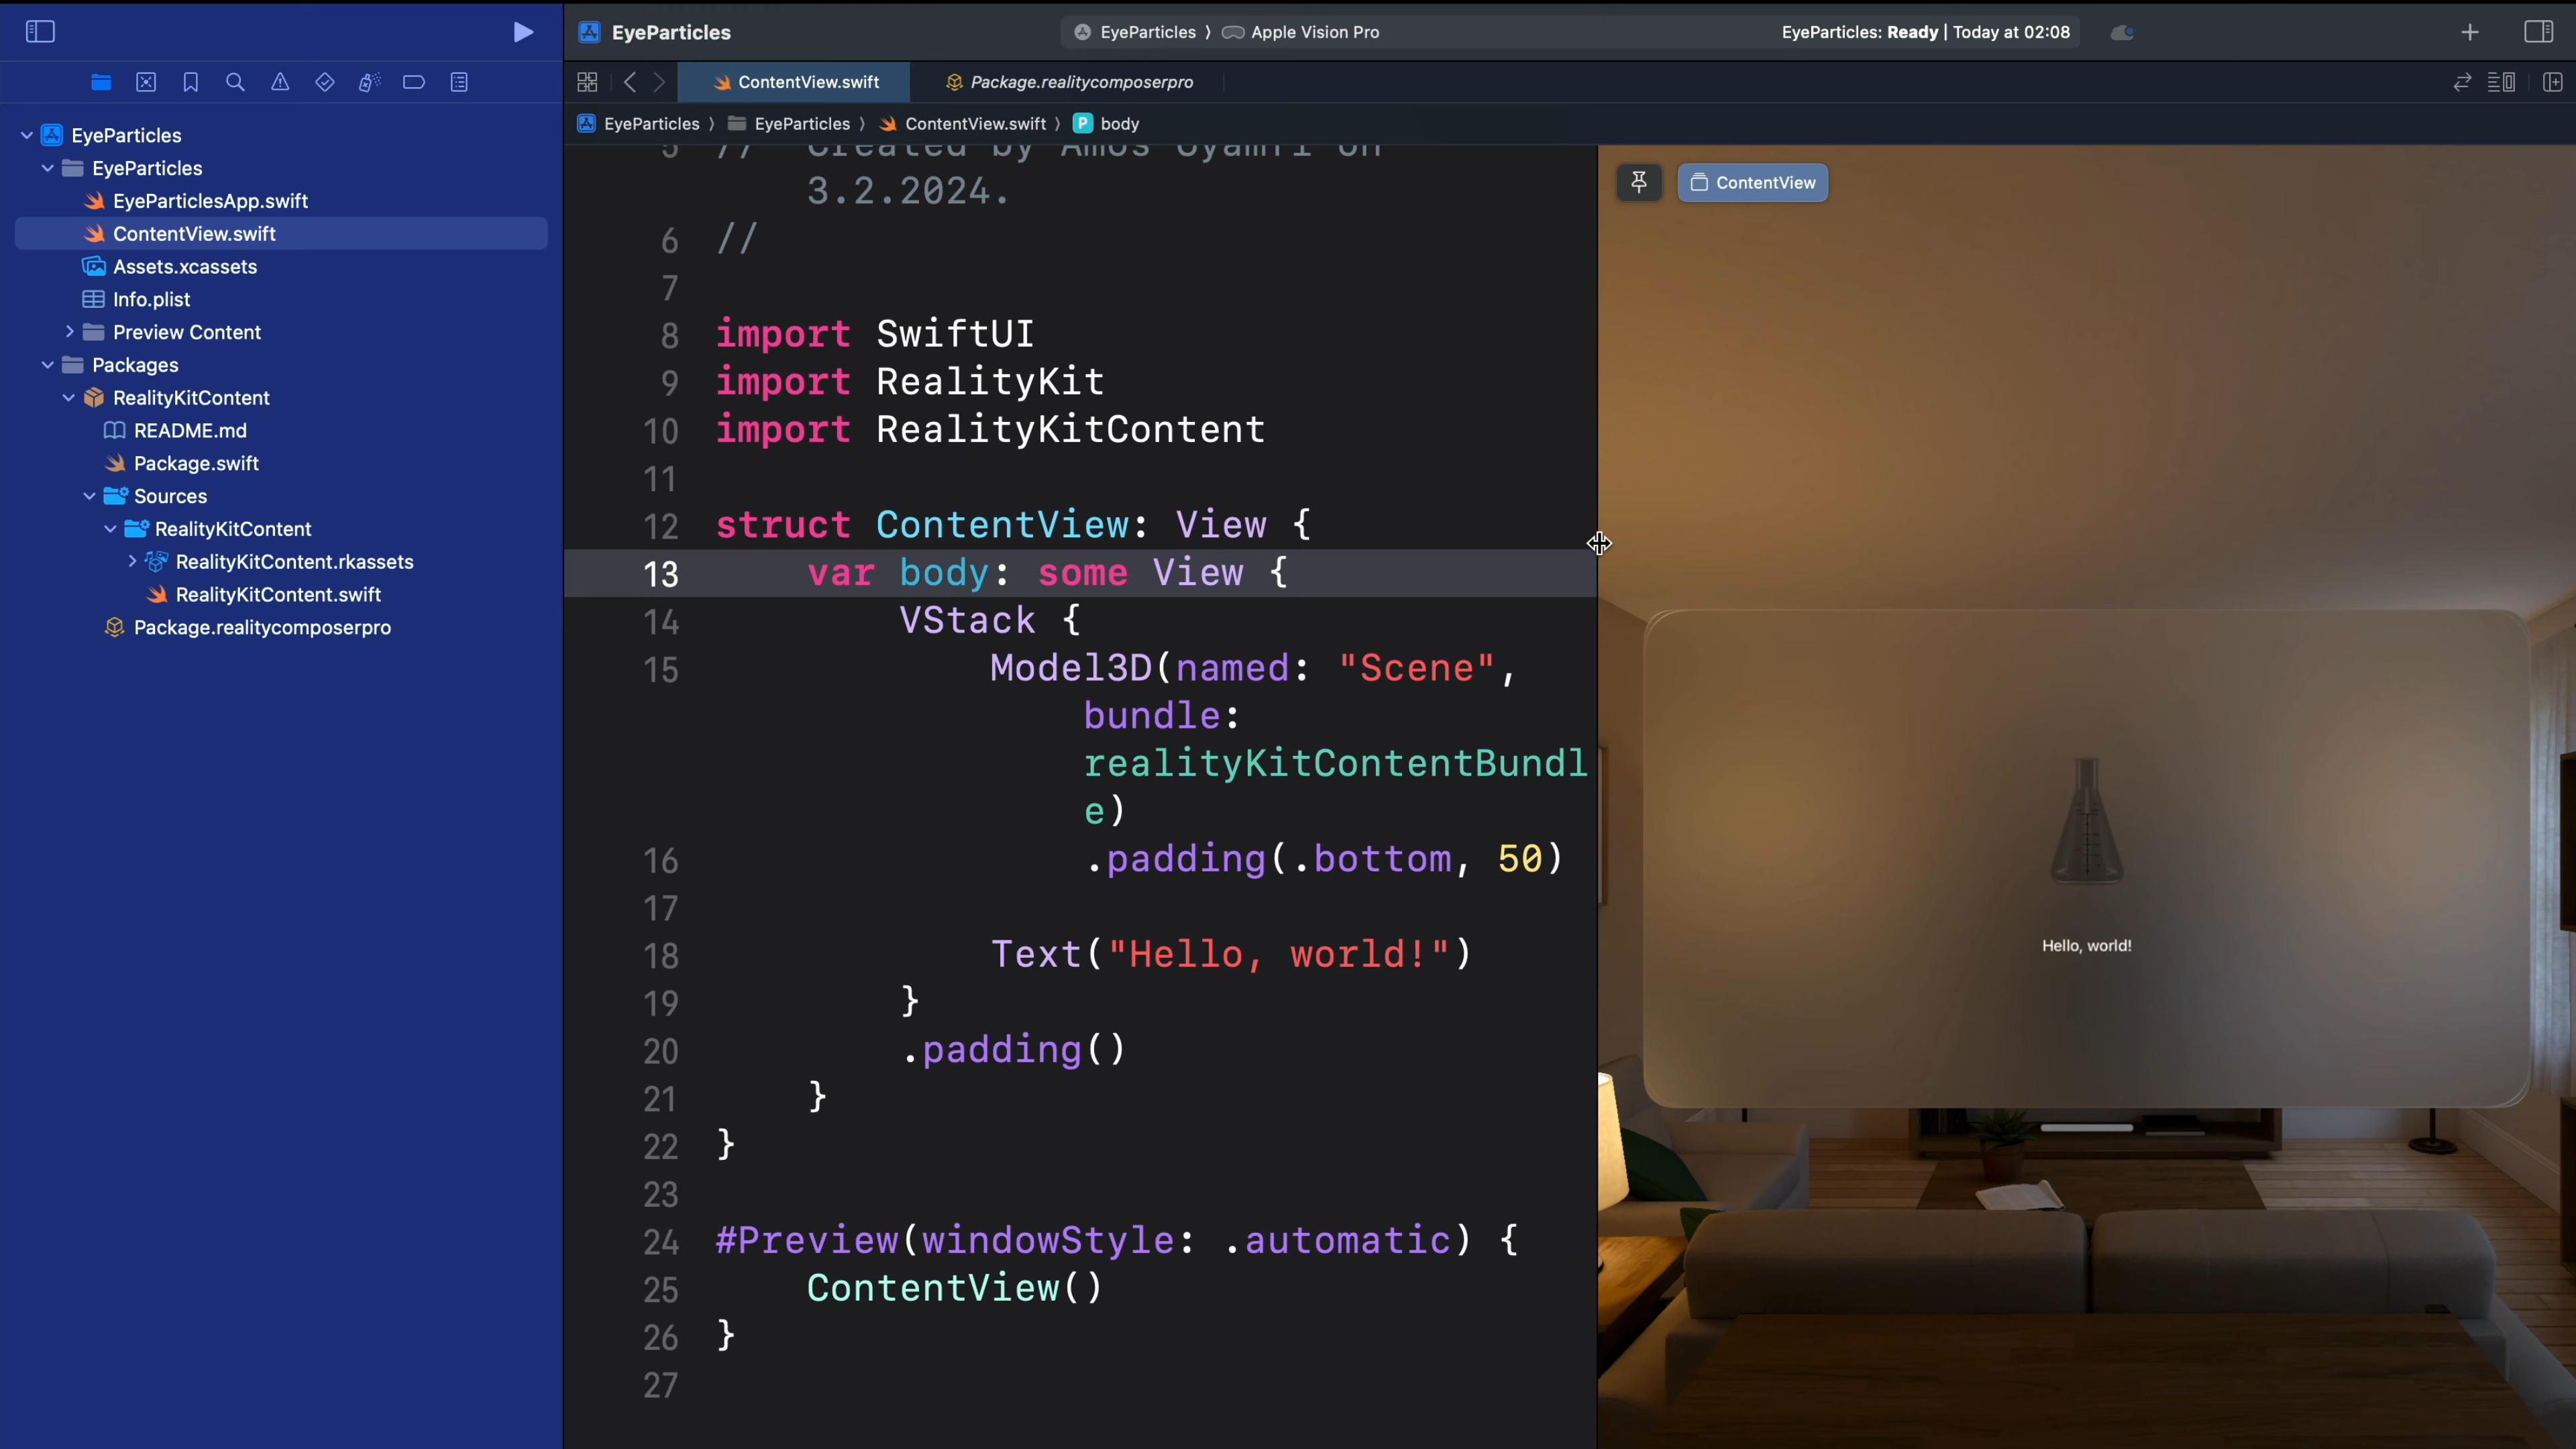 EyeParticles
EyeParticles
Apple Vision Pro
EyeParticles: Ready | Today at 02:08
ContentView.swift
Package.realitycomposerpro
EyeParticles
EyeParticles
ContentView.swift
P body
EyeParticles
EyeParticles
EyeParticlesApp.swift
ContentView.swift
Assets.xcassets
Info.plist
Preview Content
Packages
RealityKitContent
README.md
Package.swift
Sources
RealityKitContent
RealityKitContent.rkassets
RealityKitContent.swift
Package.realitycomposerpro
5 // Created by Amos on
3.2.2024.
6 //
7
8 import SwiftUI
9 import RealityKit
10 import RealityKitContent
11
12 struct ContentView: View {
13 var body: some View {
14 VStack {
15 Model3D(named: "Scene",
bundle:
realityKitContentBundl
e)
16 .padding(.bottom, 50)
17
18 Text("Hello, world!")
19 }
20 .padding()
21 }
22 }
23
24 #Preview(windowStyle: .automatic) {
25 ContentView()
26 }
27
ContentView
Hello, world!